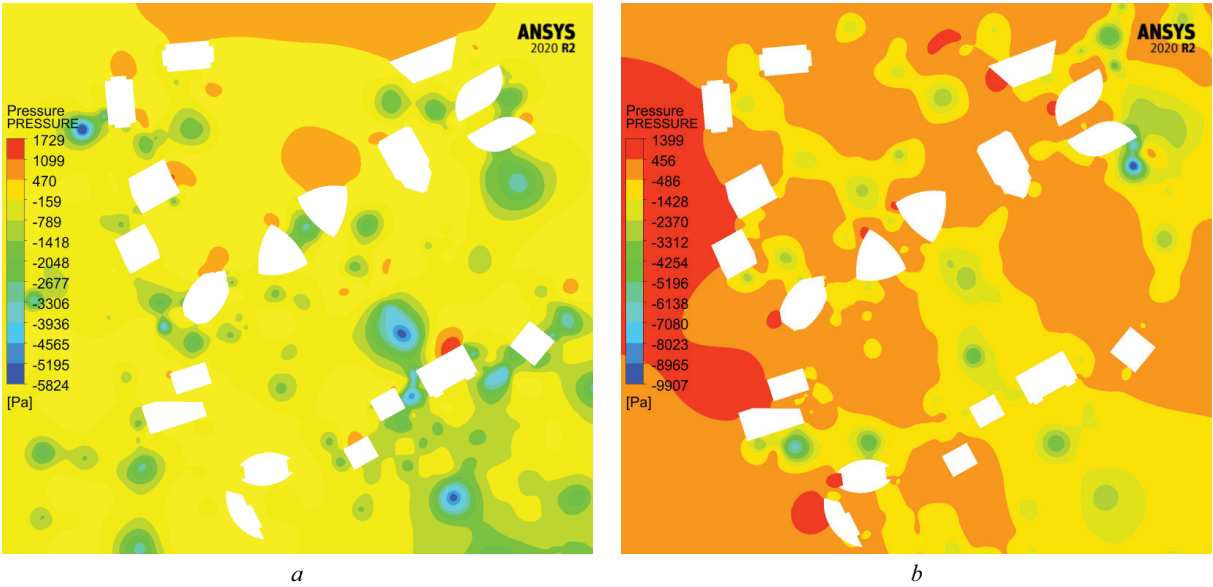 ANSYS
2020 R2
Pressure
PRESSURE
1729
1099
470
-159
-789
-1418
-2048
-2677
-3306
-3936
-4565
-5195
-5824
[Pa]
a
ANSYS
2020 R2
Pressure
PRESSURE
1399
456
-486
-1428
-2370
-3312
-4254
-5196
-6138
-7080
-8023
-8965
-9907
[Pa]
b